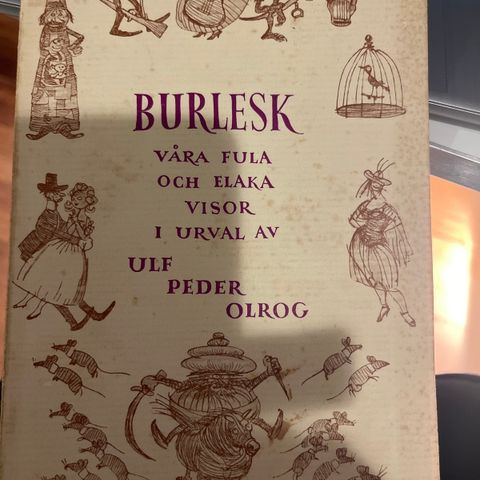 BURLESK
VÅRA FULA
OCH ELAKA
VISOR
I URVAL AV
ULF
PEDER
OLROG